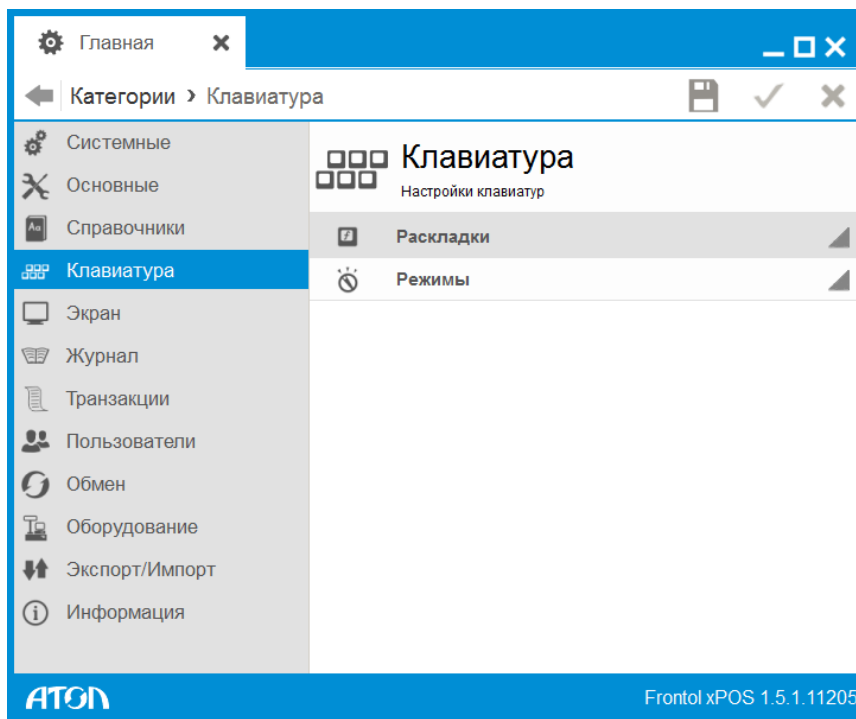 Главная
Категории › Клавиатура
Системные
Основные
Справочники
Клавиатура
Экран
Журнал
Транзакции
Пользователи
Обмен
Оборудование
Экспорт/Импорт
Информация
Клавиатура
Настройки клавиатур
Раскладки
Режимы
АТОЛ
Frontol xPOS 1.5.1.11205